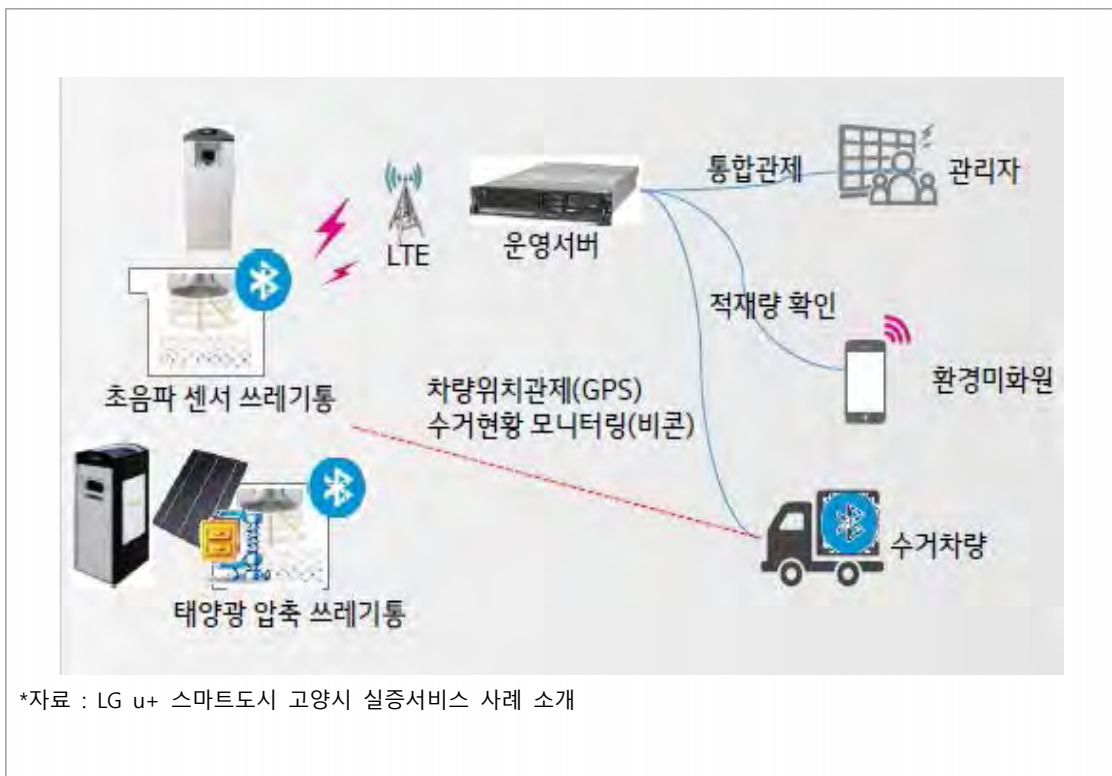 통합관제
관리자
LTE
운영서버
적재량 확인
환경미화원
초음파 센서 쓰레기통
차량위치관제(GPS)
수거현황 모니터링(비콘)
수거차량
태양광 압축 쓰레기통
*자료 : LG u+ 스마트도시 고양시 실증서비스 사례 소개